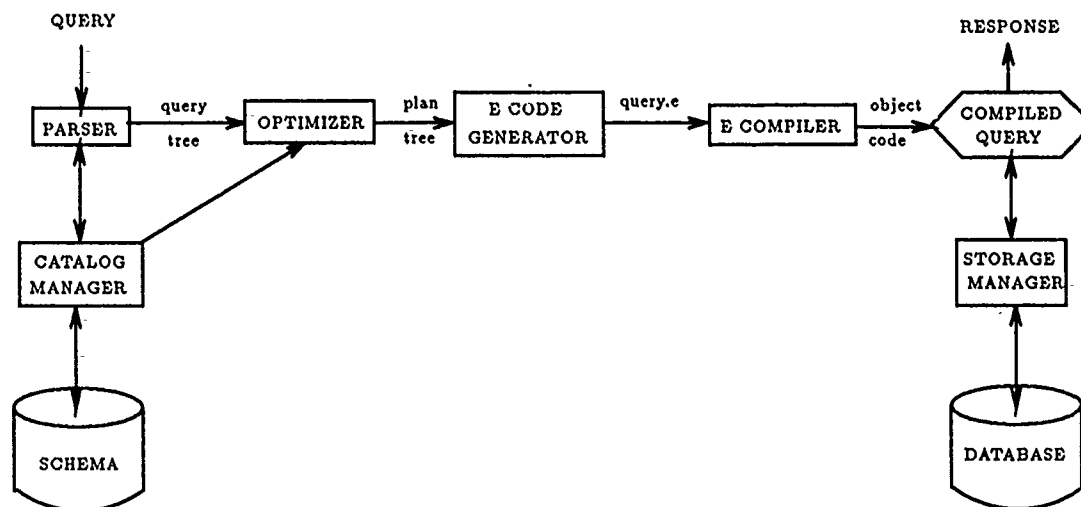 QUERY
RESPONSE
PARSER
query
tree
OPTIMIZER
plan
tree
E CODE
GENERATOR
query.e
E COMPILER
object
code
COMPILED
QUERY
CATALOG
MANAGER
STORAGE
MANAGER
SCHEMA
DATABASE